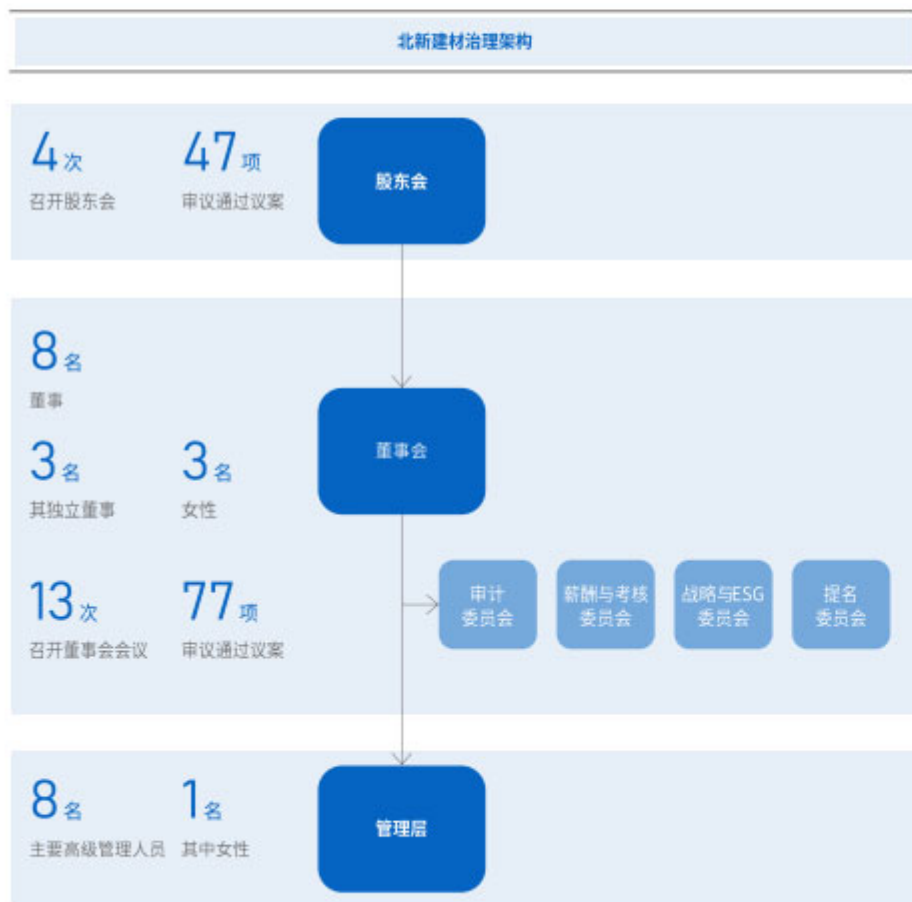 北新建材治理架构
4次
47项
召开股东会
审议通过议案
股东会
8名
董事
3名
3名
其独立董事
女性
董事会
13次
77项
召开董事会会议
审议通过议案
审计
委员会
薪酬与考核
委员会
战略与ESG
委员会
提名
委员会
8名
1名
主要高级管理人员
其中女性
管理层